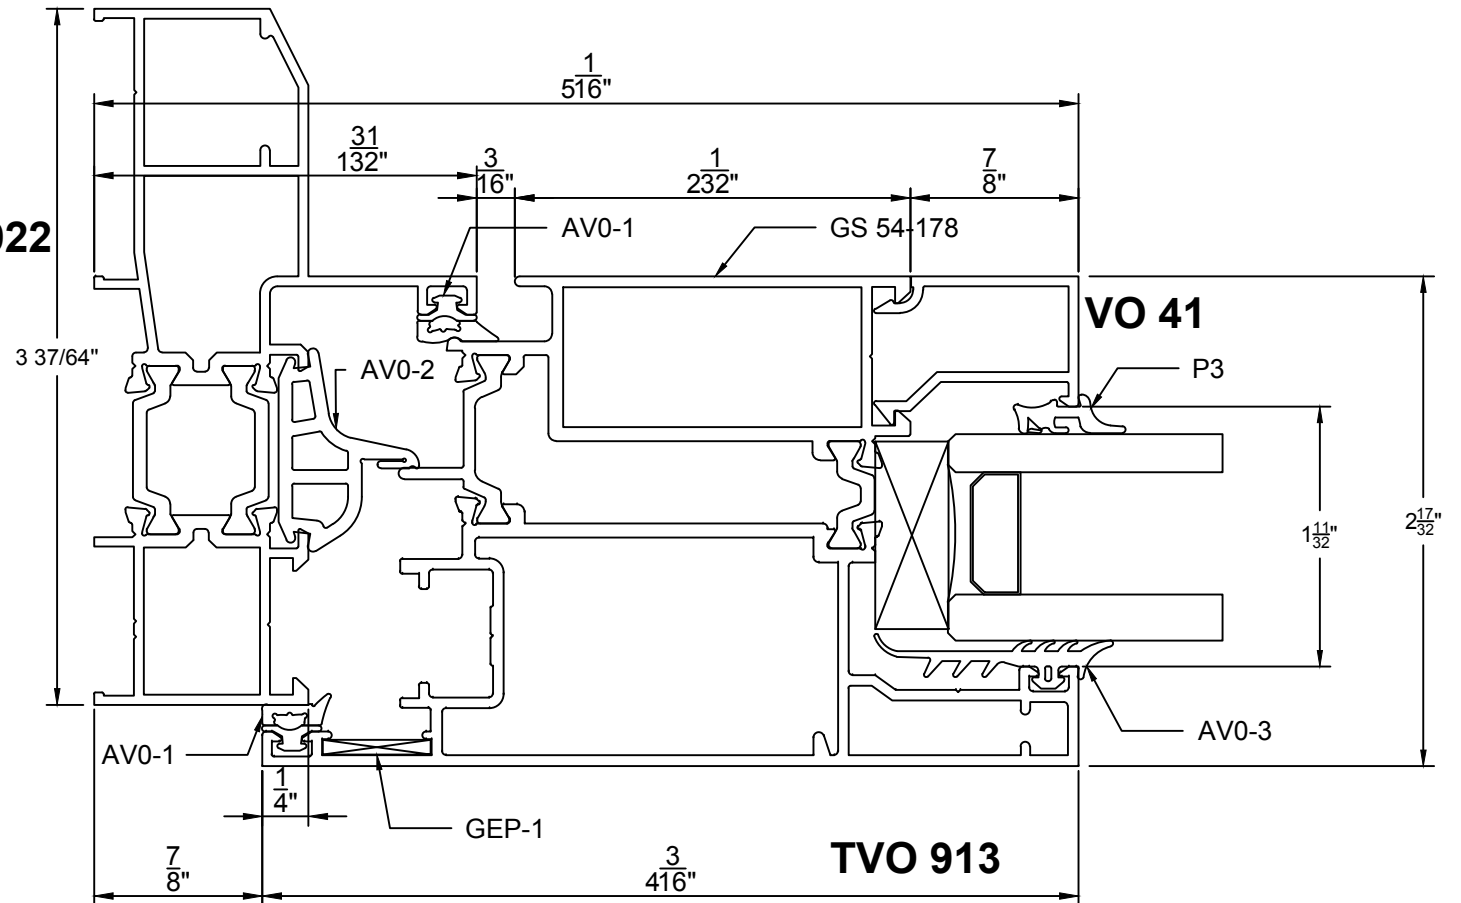 5 1/16"
1 31/32"
3/16"
2 1/32"
7/8"
AV0-1
GS 54-178
022
VO 41
3 37/64"
AV0-2
P3
1 11/32"
2 17/32"
AV0-1
AV0-3
1/4"
GEP-1
TVO 913
7/8"
4 3/16"